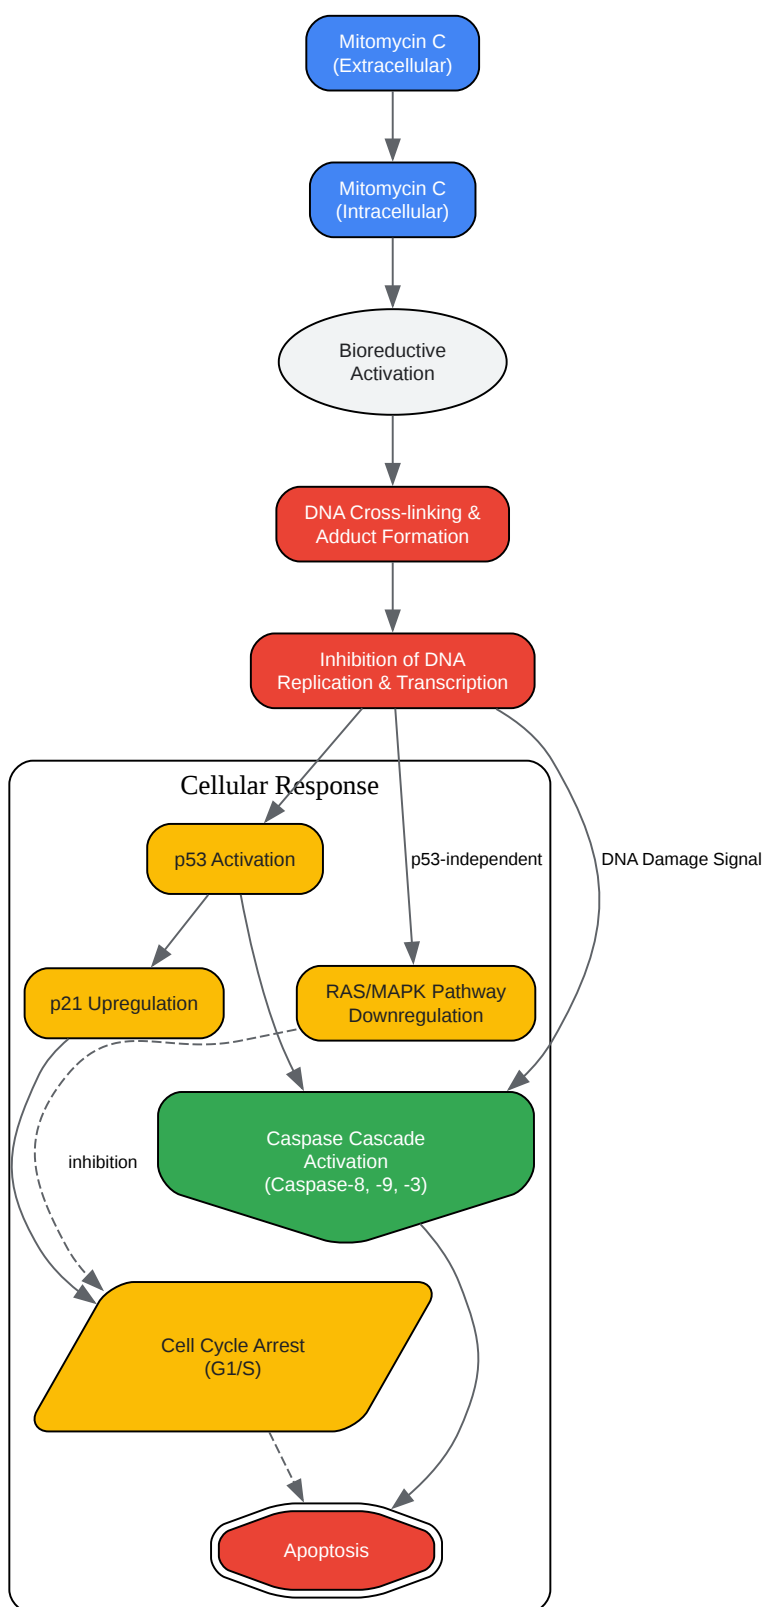 Mitomycin C
(Extracellular)
Mitomycin C
(Intracellular)
Bioreductive
Activation
DNA Cross-linking &
Adduct Formation
Inhibition of DNA
Replication & Transcription
Cellular Response
p53 Activation
p53-independent
DNA Damage Signal
p21 Upregulation
RAS/MAPK Pathway
Downregulation
Caspase Cascade
Activation
(Caspase-8, -9, -3)
inhibition
Cell Cycle Arrest
(G1/S)
Apoptosis